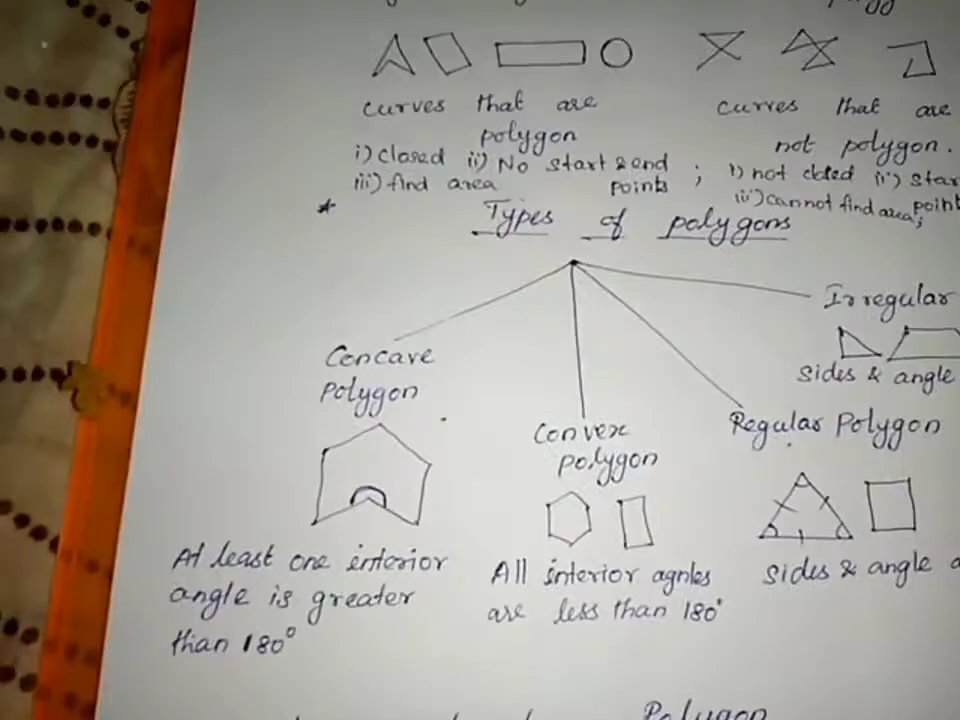 curves that are
polygon
i) closed ii) No start & end
points
iii) find area
curves that are
not polygon.
; i) not closed ii) star
point
iii) cannot find area;
* Types of polygons
Concave
polygon
At least one interior
angle is greater
than 180°
Convex
polygon
All interior agnles
are less than 180°
Regular Polygon
sides & angle a
Irregular
sides & angle
Polygon